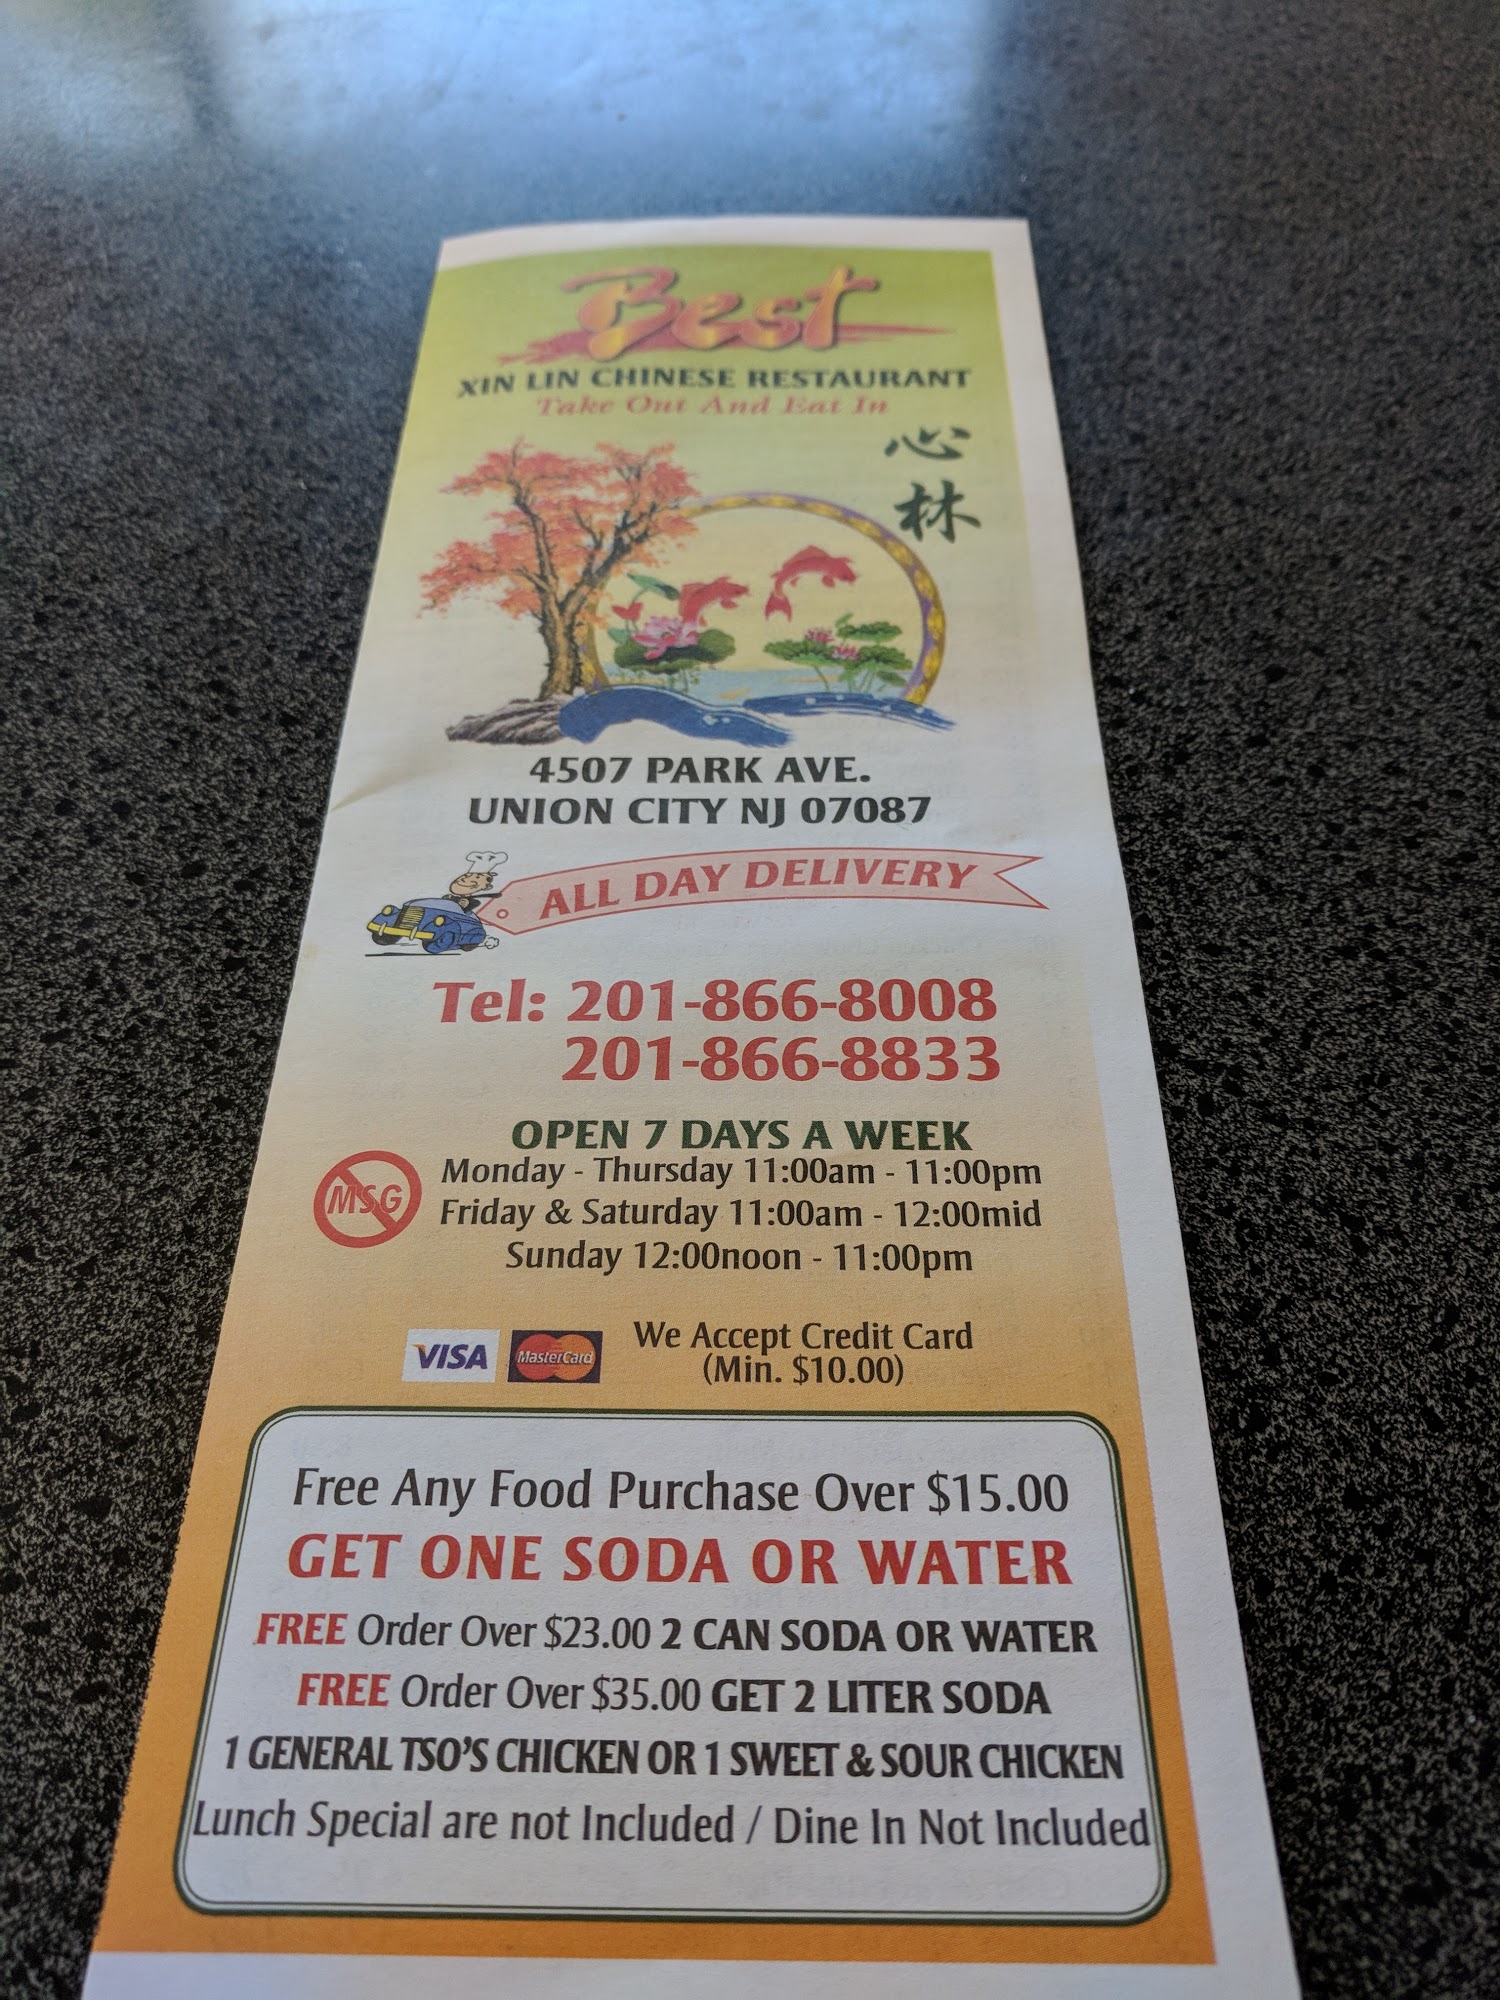 Best
XIN LIN CHINESE RESTAURANT
Take Out And Eat In
心
林
4507 PARK AVE.
UNION CITY NJ 07087
ALL DAY DELIVERY
Tel: 201-866-8008
201-866-8833
OPEN 7 DAYS A WEEK
MSG
Monday - Thursday 11:00am - 11:00pm
Friday & Saturday 11:00am - 12:00mid
Sunday 12:00noon - 11:00pm
VISA MasterCard
We Accept Credit Card
(Min. $10.00)
Free Any Food Purchase Over $15.00
GET ONE SODA OR WATER
FREE Order Over $23.00 2 CAN SODA OR WATER
FREE Order Over $35.00 GET 2 LITER SODA
1 GENERAL TSO'S CHICKEN OR 1 SWEET & SOUR CHICKEN
Lunch Special are not Included / Dine In Not Included